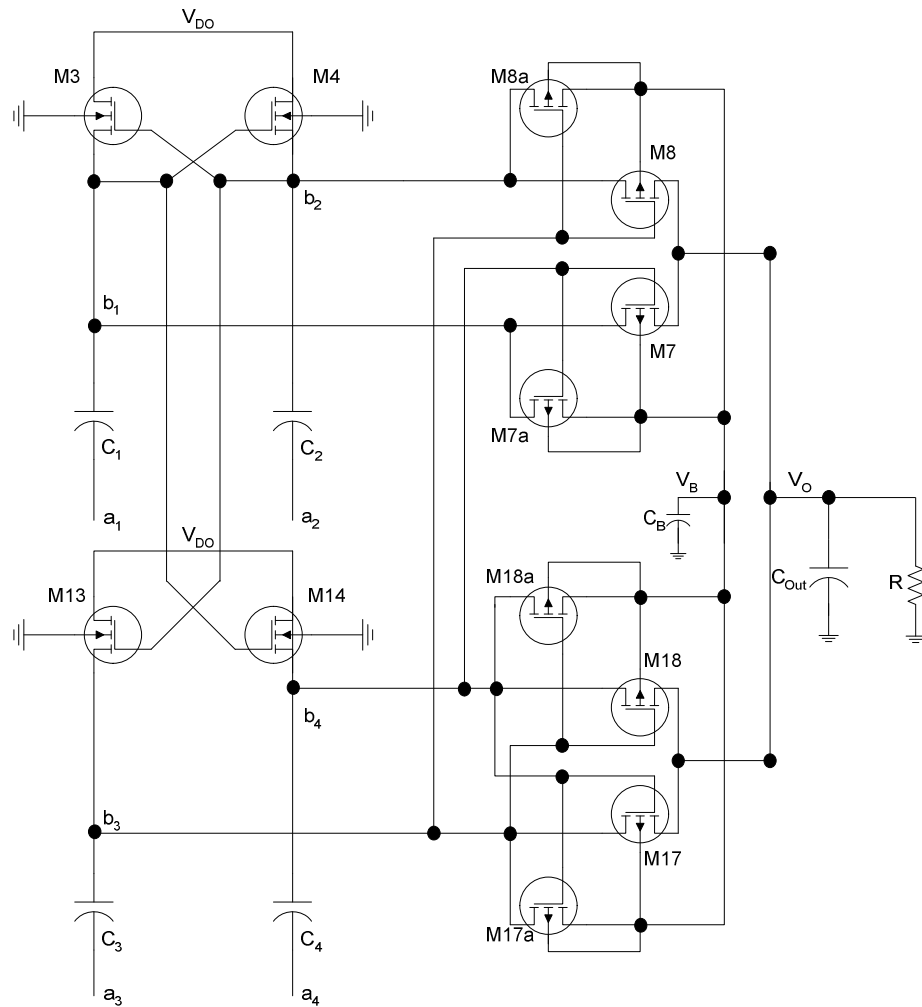 V_DO
M3
M4
M8a
M8
b_2
b_1
M7
M7a
C_1
C_2
V_B
V_O
C_B
a_1
a_2
V_DO
M18a
C_Out
R
M13
M14
M18
b_4
b_3
M17
M17a
C_3
C_4
a_3
a_4